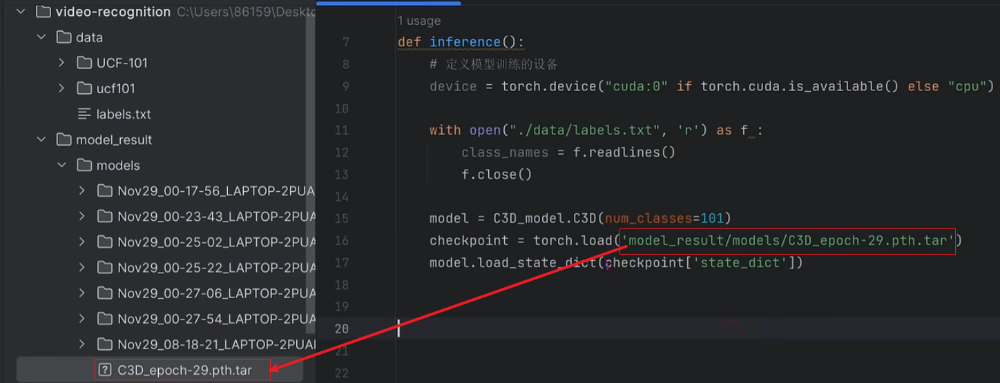 video-recognition C:\Users\86159\Deskto
data
UCF-101
ucf101
labels.txt
model_result
models
Nov29_00-17-56_LAPTOP-2PUA
Nov29_00-23-43_LAPTOP-2PUA
Nov29_00-25-02_LAPTOP-2PUA
Nov29_00-25-22_LAPTOP-2PUA
Nov29_00-27-06_LAPTOP-2PUA
Nov29_00-27-54_LAPTOP-2PUA
Nov29_08-18-21_LAPTOP-2PUA
C3D_epoch-29.pth.tar
1 usage
7 def inference():
8 # 定义模型训练的设备
9 device = torch.device("cuda:0" if torch.cuda.is_available() else "cpu")
10
11 with open("./data/labels.txt", 'r') as f :
12 class_names = f.readlines()
13 f.close()
14
15 model = C3D_model.C3D(num_classes=101)
16 checkpoint = torch.load('model_result/models/C3D_epoch-29.pth.tar')
17 model.load_state_dict(checkpoint['state_dict'])
18
19
20
21
22